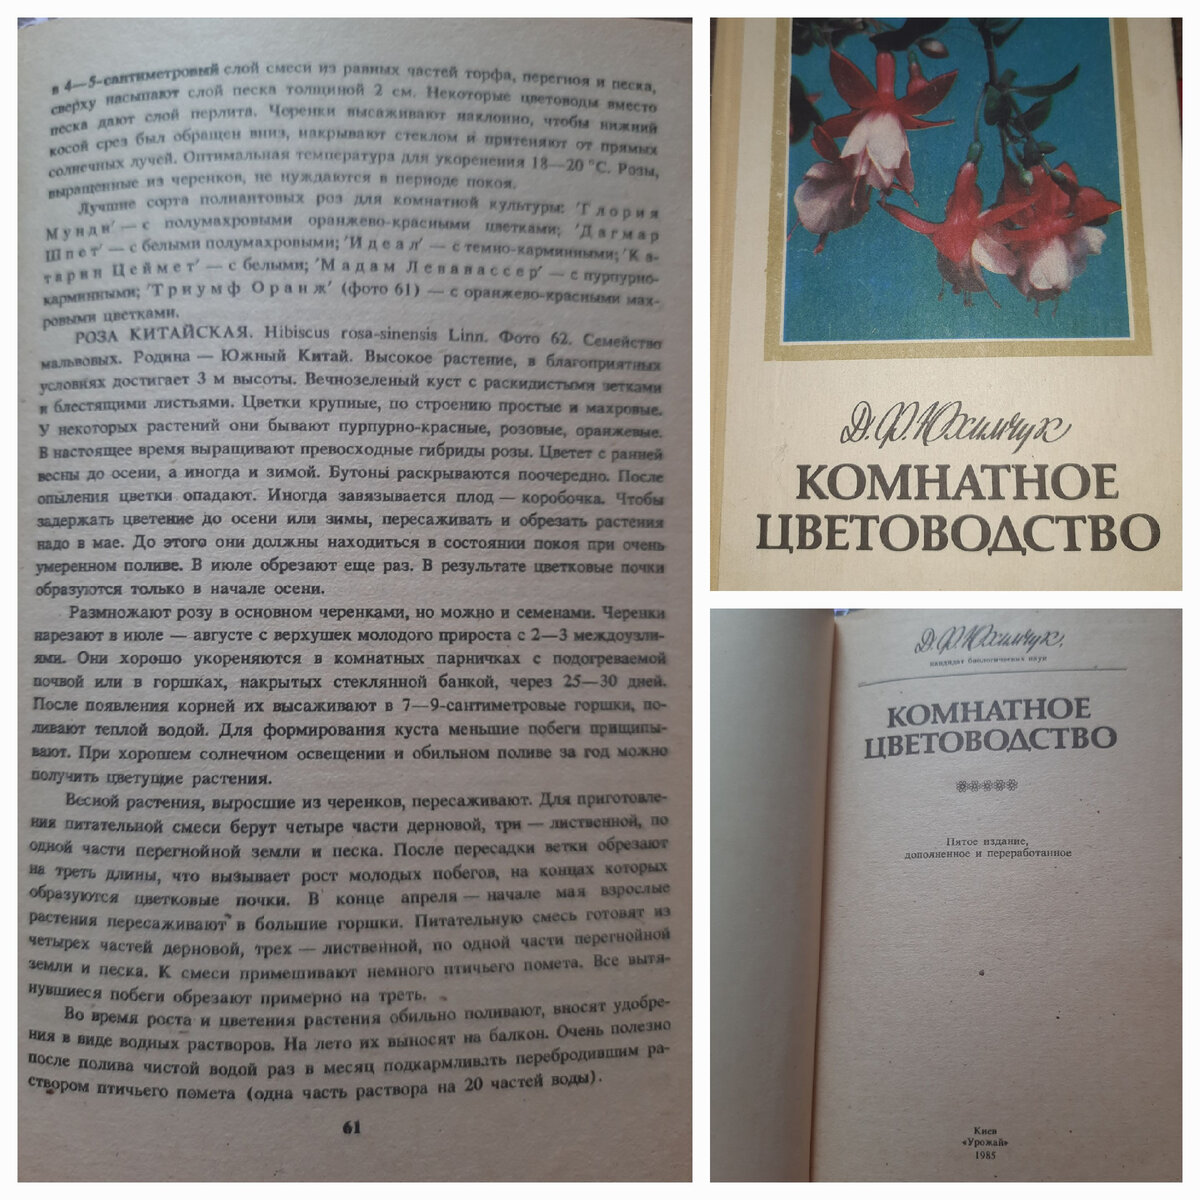 в 4—5-сантиметровый слой смеси из равных частей торфа, перегноя и песка,
сверху насыпают слой песка толщиной 2 см. Некоторые цветоводы вместо
песка дают слой перлита. Черенки высаживают наклонно, чтобы нижний
косой срез был обращен вниз, накрывают стеклом и притеняют от прямых
солнечных лучей. Оптимальная температура для укоренения 18—20 °С. Розы,
выращенные из черенков, не нуждаются в периоде покоя.
Лучшие сорта полиантовых роз для комнатной культуры: 'Глория
Мунди' — с полумахровыми оранжево-красными цветками; 'Дагмар
Шпет' — с белыми полумахровыми; 'Идеал' — с темно-карминными; 'Ка-
тарин Цеймет' — с белыми; 'Мадам Левавассер' — с пурпурно-
карминными; 'Триумф Оранж' (фото 61) — с оранжево-красными мах-
ровыми цветками.
РОЗА КИТАЙСКАЯ. Hibiscus rosa-sinensis Linn. Фото 62. Семейство
мальвовых. Родина — Южный Китай. Высокое растение, в благоприятных
условиях достигает 3 м высоты. Вечнозеленый куст с раскидистыми ветками
и блестящими листьями. Цветки крупные, по строению простые и махровые.
У некоторых растений они бывают пурпурно-красные, розовые, оранжевые.
В настоящее время выращивают превосходные гибриды розы. Цветет с ранней
весны до осени, а иногда и зимой. Бутоны раскрываются поочередно. После
опыления цветки опадают. Иногда завязывается плод — коробочка. Чтобы
задержать цветение до осени или зимы, пересаживать и обрезать растения
надо в мае. До этого они должны находиться в состоянии покоя при очень
умеренном поливе. В июле обрезают еще раз. В результате цветковые почки
образуются только в начале осени.
Размножают розу в основном черенками, но можно и семенами. Черенки
нарезают в июле — августе с верхушек молодого прироста с 2—3 междоузли-
ями. Они хорошо укореняются в комнатных парничках с подогреваемой
почвой или в горшках, накрытых стеклянной банкой, через 25—30 дней.
После появления корней их высаживают в 7—9-сантиметровые горшки, по-
ливают теплой водой. Для формирования куста меньшие побеги прищипы-
вают. При хорошем солнечном освещении и обильном поливе за год можно
получить цветущие растения.
Весной растения, выросшие из черенков, пересаживают. Для приготовле-
ния питательной смеси берут четыре части дерновой, три — лиственной, по
одной части перегнойной земли и песка. После пересадки ветки обрезают
на треть длины, что вызывает рост молодых побегов, на концах которых
образуются цветковые почки. В конце апреля — начале мая взрослые
растения пересаживают в большие горшки. Питательную смесь готовят из
четырех частей дерновой, трех — лиственной, по одной части перегнойной
земли и песка. К смеси примешивают немного птичьего помета. Все вытя-
нувшиеся побеги обрезают примерно на треть.
Во время роста и цветения растения обильно поливают, вносят удобре-
ния в виде водных растворов. На лето их выносят на балкон. Очень полезно
после полива чистой водой раз в месяц подкармливать перебродившим ра-
створом птичьего помета (одна часть раствора на 20 частей воды).
61
Д.Ф. Юхимчук
КОМНАТНОЕ
ЦВЕТОВОДСТВО
Д.Ф. Юхимчук,
кандидат биологических наук
КОМНАТНОЕ
ЦВЕТОВОДСТВО
Пятое издание,
дополненное и переработанное
Киев
«Урожай»
1985